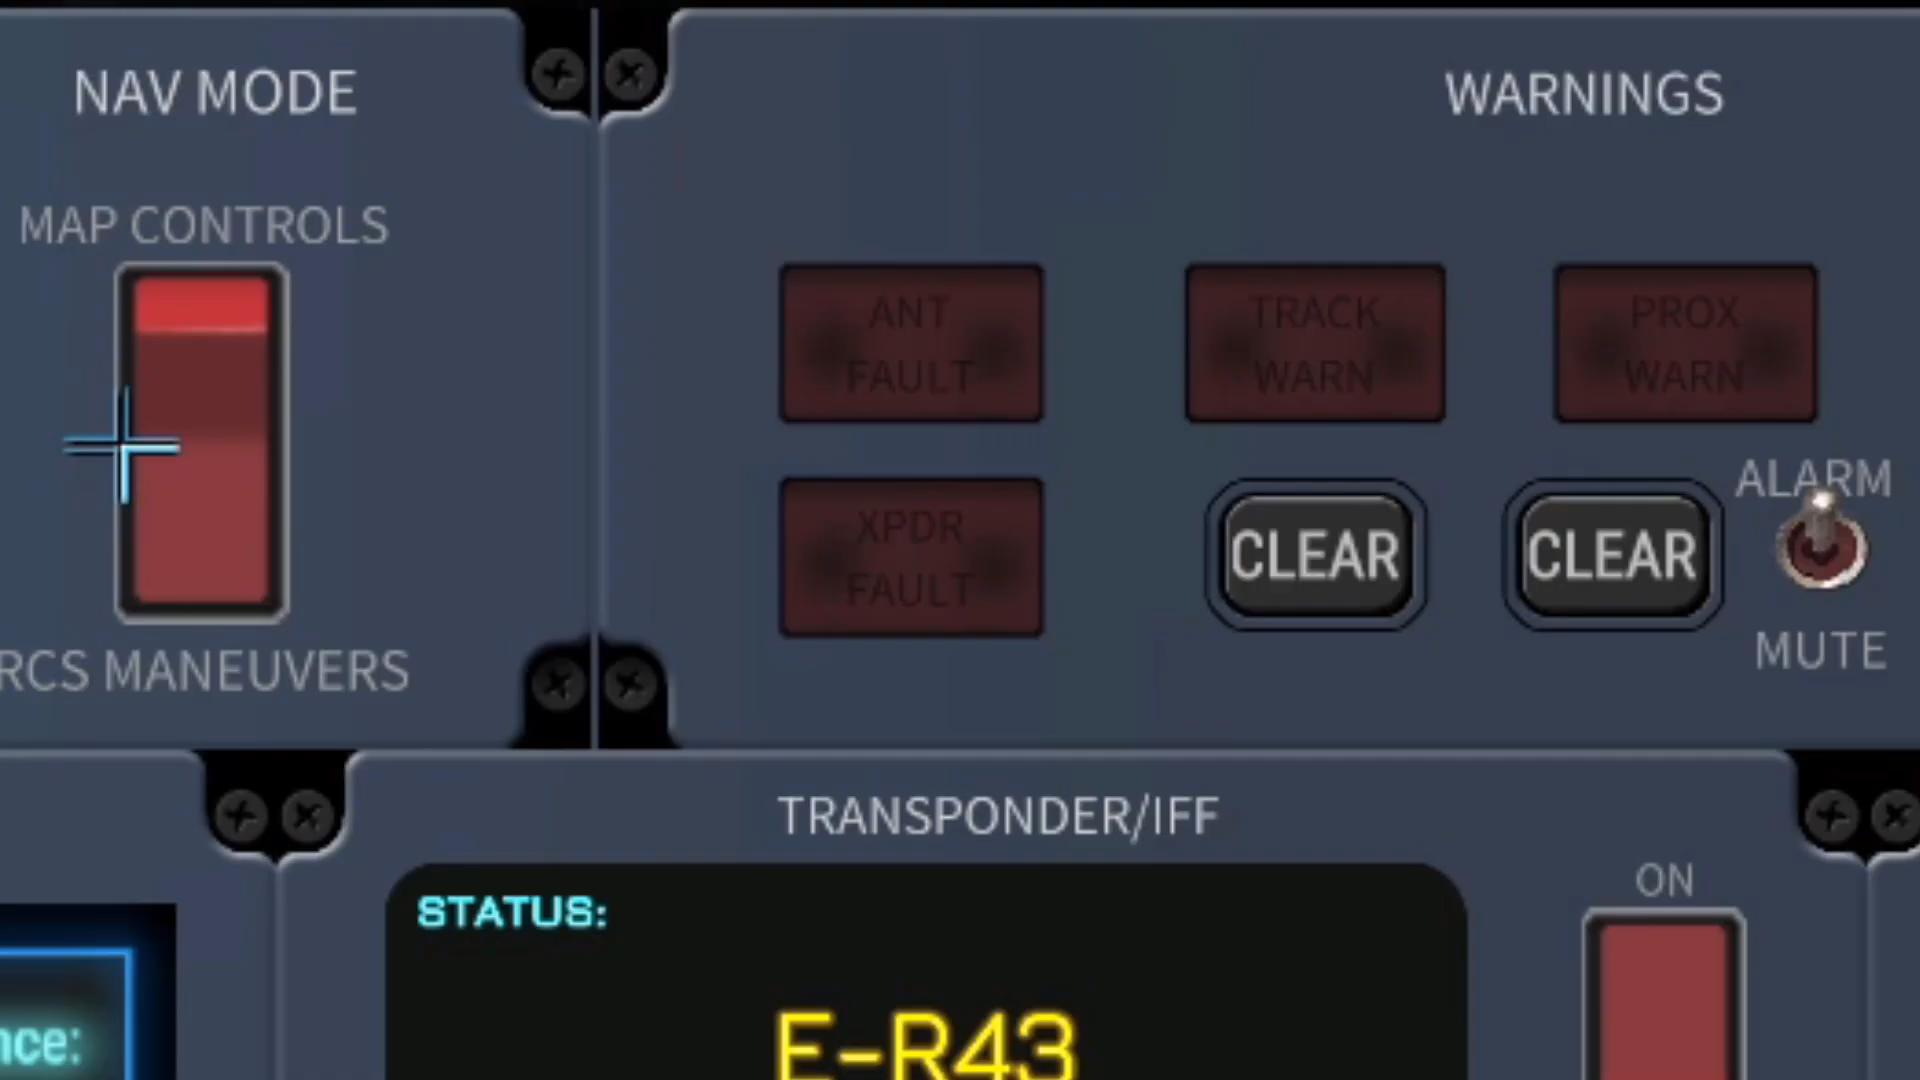 NAV MODE
WARNINGS
MAP CONTROLS
ANT
FAULT
TRACK
WARN
PROX
WARN
XPDR
FAULT
CLEAR
CLEAR
ALARM
MUTE
RCS MANEUVERS
TRANSPONDER/IFF
ON
STATUS:
E-R43
nce: